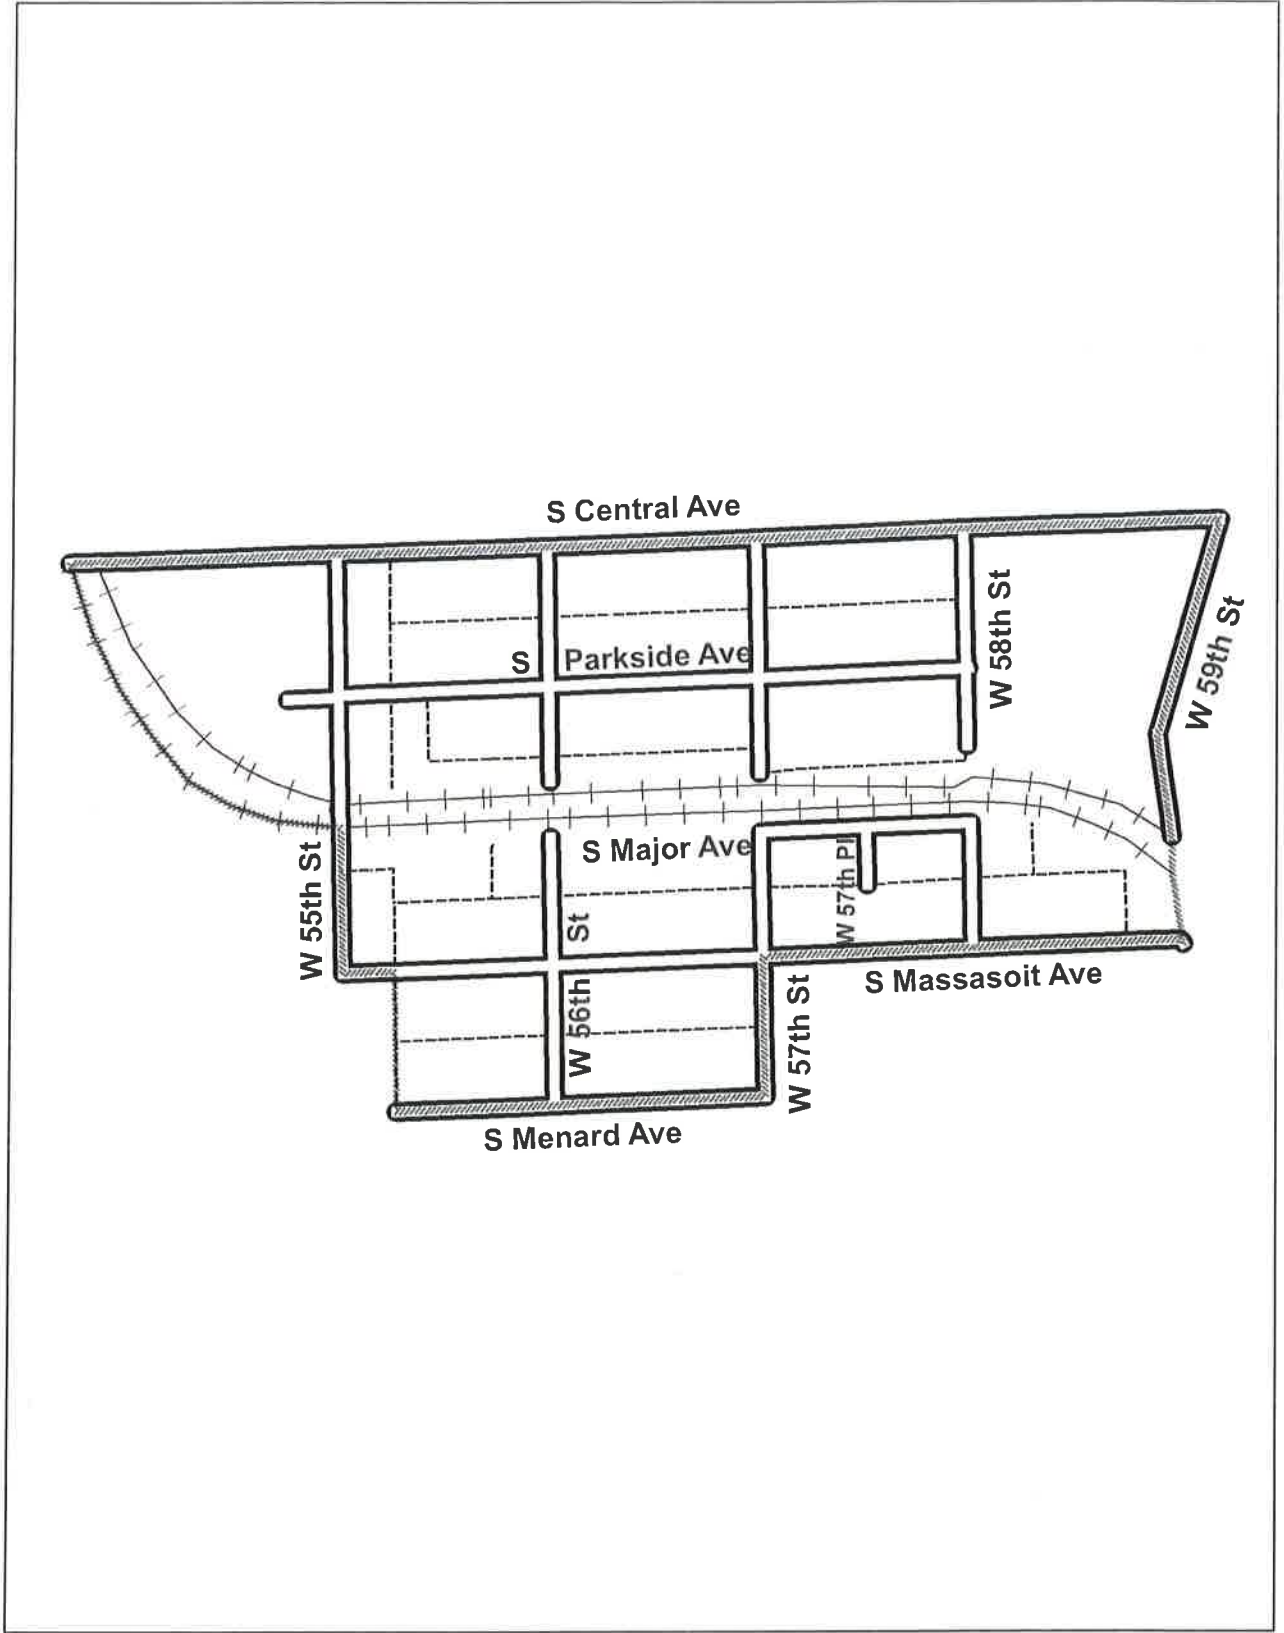 S Central Ave
W 58th St
W 59th St
S Parkside Ave
S Major Ave
W 57th Pl
W 55th St
W 56th St
S Massasoit Ave
W 57th St
S Menard Ave